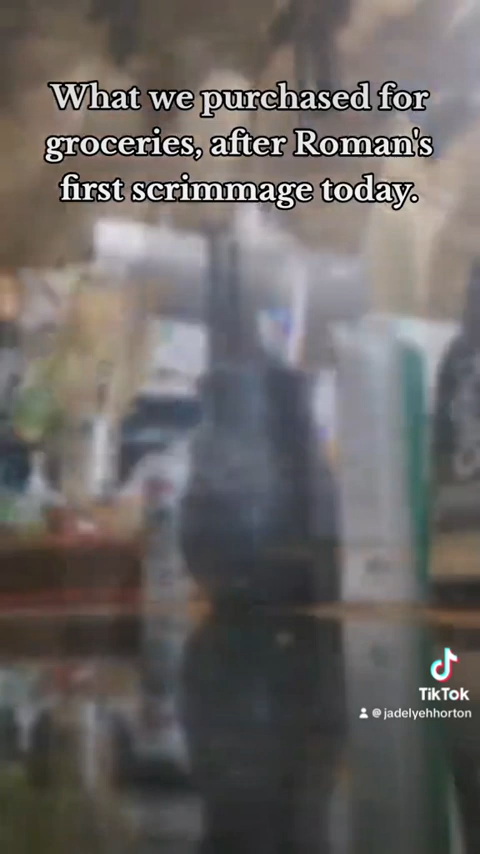 What we purchased for
groceries, after Roman's
first scrimmage today.
TikTok
@jadelyehhorton